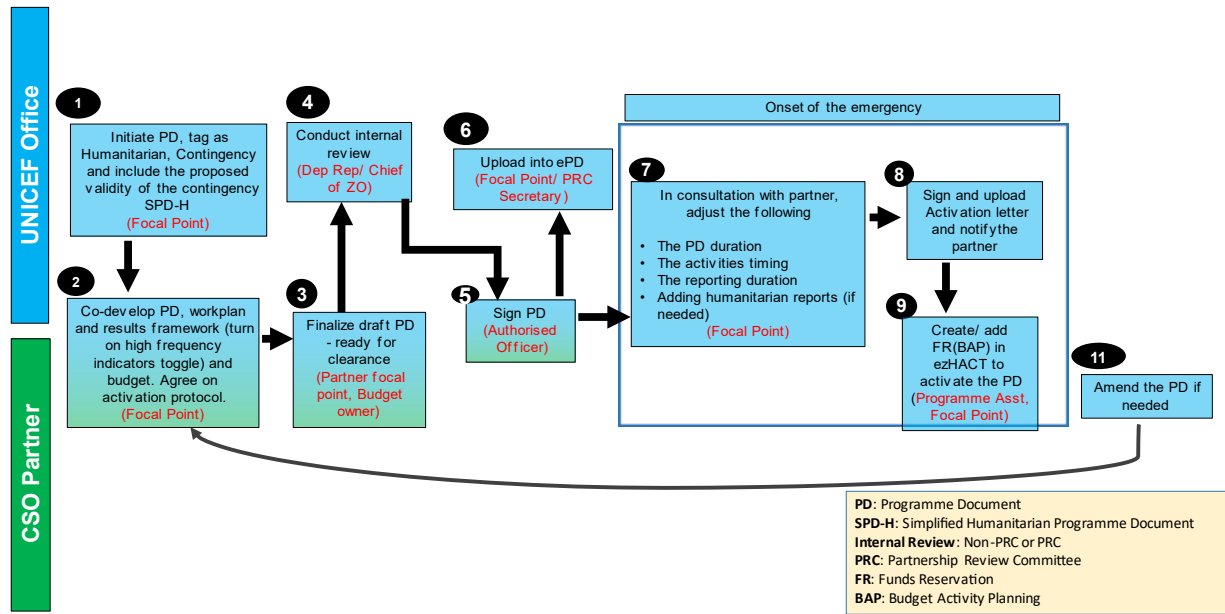 UNICEF Office
CSO Partner
1
Initiate PD, tag as
Humanitarian, Contingency
and include the proposed
validity of the contingency
SPD-H
(Focal Point)
2
Co-develop PD, workplan
and results framework (turn
on high frequency
indicators toggle) and
budget. Agree on
activation protocol.
(Focal Point)
3
Finalize draft PD
- ready for
clearance
(Partner focal
point, Budget
owner)
4
Conduct internal
review
(Dep Rep/ Chief
of ZO)
5
Sign PD
(Authorised
Officer)
6
Upload into ePD
(Focal Point/ PRC
Secretary)
Onset of the emergency
7
In consultation with partner,
adjust the following
• The PD duration
• The activities timing
• The reporting duration
• Adding humanitarian reports (if
needed)
(Focal Point)
8
Sign and upload
Activation letter
and notifythe
partner
9
Create/ add
FR(BAP) in
ezHACT to
activate the PD
(Programme Asst,
Focal Point)
11
Amend the PD if
needed
PD: Programme Document
SPD-H: Simplified Humanitarian Programme Document
Internal Review: Non-PRC or PRC
PRC: Partnership Review Committee
FR: Funds Reservation
BAP: Budget Activity Planning